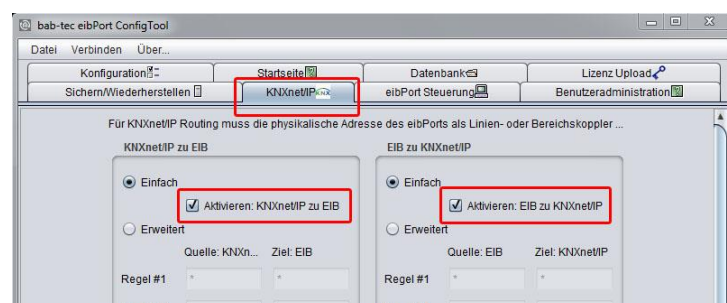 bab-tec eibPort ConfigTool
Datei Verbinden Über...
Konfiguration Startseite Datenbank Lizenz Upload
Sichern/Wiederherstellen KNXnet/IP KNX eibPort Steuerung Benutzeradministration
Für KNXnet/IP Routing muss die physikalische Adresse des eibPorts als Linien- oder Bereichskoppler ...
KNXnet/IP zu EIB EIB zu KNXnet/IP
Einfach Einfach
Aktivieren: KNXnet/IP zu EIB Aktivieren: EIB zu KNXnet/IP
Erweitert Erweitert
Quelle: KNXn... Ziel: EIB Quelle: EIB Ziel: KNXnet/IP
Regel #1 * * Regel #1 * *